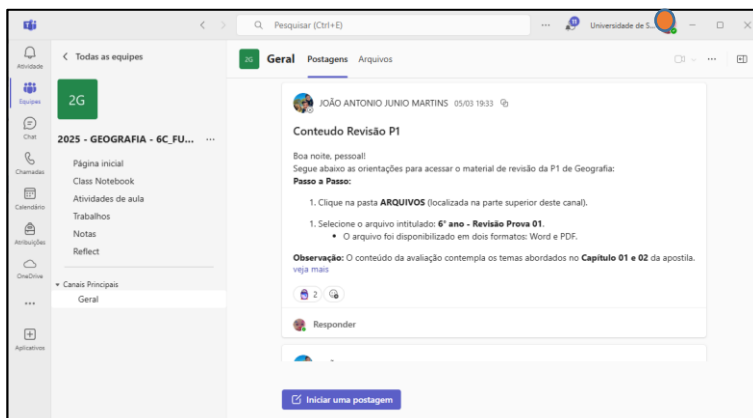 Pesquisar (Ctrl+E)
Universidade de S...
Atividade
Equipes
Chat
Chamadas
Calendário
Atribuições
OneDrive
Aplicativos
Todas as equipes
2G
2025 - GEOGRAFIA - 6C_FU...
Página inicial
Class Notebook
Atividades de aula
Trabalhos
Notas
Reflect
Canais Principais
Geral
2G Geral Postagens Arquivos
JOÃO ANTONIO JUNIO MARTINS 05/03 19:33
Conteudo Revisão P1
Boa noite, pessoal!
Segue abaixo as orientações para acessar o material de revisão da P1 de Geografia:
Passo a Passo:
1. Clique na pasta ARQUIVOS (localizada na parte superior deste canal).
1. Selecione o arquivo intitulado: 6° ano - Revisão Prova 01.
• O arquivo foi disponibilizado em dois formatos: Word e PDF.
Observação: O conteúdo da avaliação contempla os temas abordados no Capítulo 01 e 02 da apostila.
veja mais
2
Responder
Iniciar uma postagem